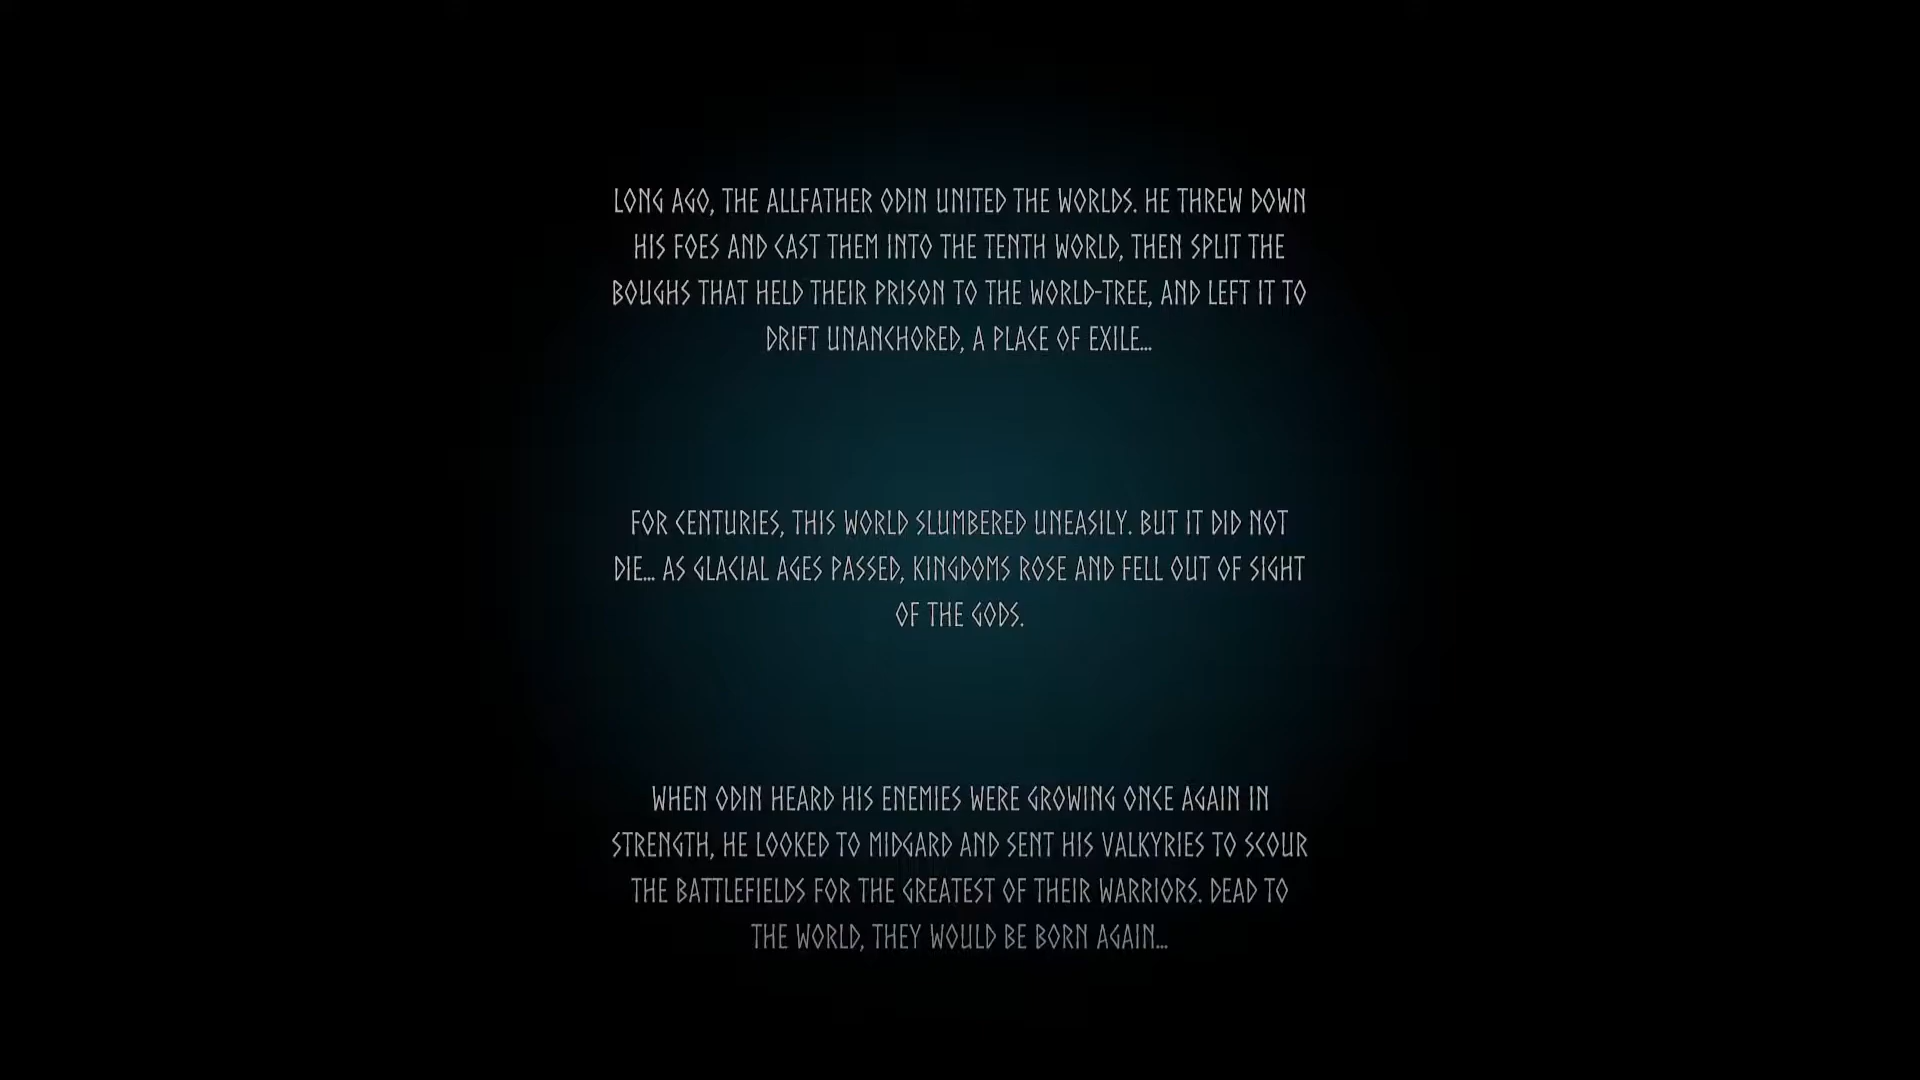 LONG AGO, THE ALLFATHER ODIN UNITED THE WORLDS. HE THREW DOWN
HIS FOES AND CAST THEM INTO THE TENTH WORLD, THEN SPLIT THE
BOUGHS THAT HELD THEIR PRISON TO THE WORLD-TREE, AND LEFT IT TO
DRIFT UNANCHORED, A PLACE OF EXILE...
FOR CENTURIES, THIS WORLD SLUMBERED UNEASILY. BUT IT DID NOT
DIE... AS GLACIAL AGES PASSED, KINGDOMS ROSE AND FELL OUT OF SIGHT
OF THE GODS.
WHEN ODIN HEARD HIS ENEMIES WERE GROWING ONCE AGAIN IN
STRENGTH, HE LOOKED TO MIDGARD AND SENT HIS VALKYRIES TO SCOUR
THE BATTLEFIELDS FOR THE GREATEST OF THEIR WARRIORS. DEAD TO
THE WORLD, THEY WOULD BE BORN AGAIN...